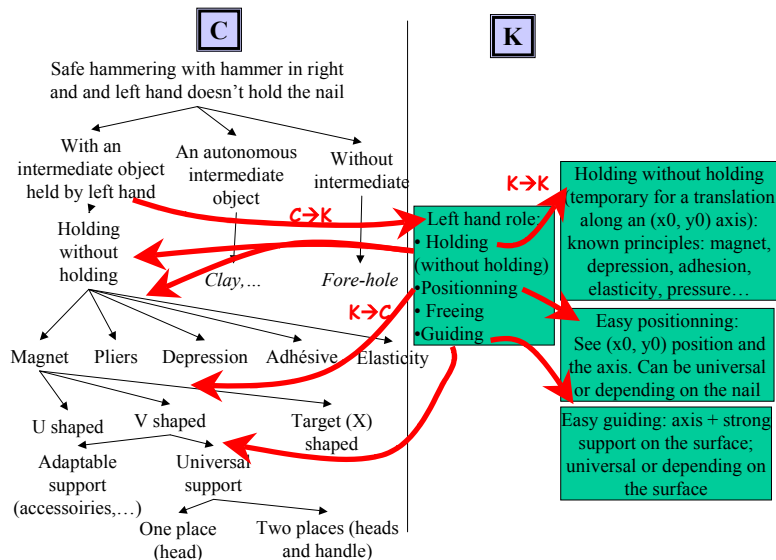 C
K
Safe hammering with hammer in right
and and left hand doesn't hold the nail
With an
intermediate object
held by left hand
An autonomous
intermediate
object
Without
intermediate
C→K
K→K
Holding
without
holding
Clay,...
Fore-hole
K→C
Magnet
Pliers
Depression
Adhésive
Elasticity
U shaped
V shaped
Target (X)
shaped
Adaptable
support
(accessoiries,...)
Universal
support
One place
(head)
Two places (heads
and handle)
Left hand role:
• Holding
(without holding)
•Positionning
• Freeing
•Guiding
Holding without holding
(temporary for a translation
along an (x0, y0) axis):
known principles: magnet,
depression, adhesion,
elasticity, pressure...
Easy positionning:
See (x0, y0) position and
the axis. Can be universal
or depending on the nail
Easy guiding: axis + strong
support on the surface;
universal or depending on
the surface